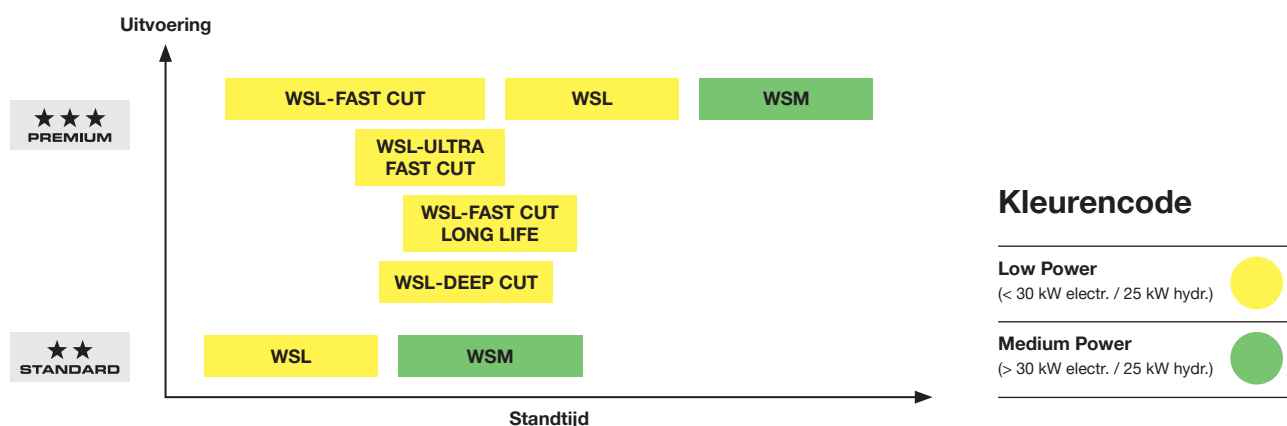 Uitvoering
PREMIUM
WSL-FAST CUT
WSL
WSM
WSL-ULTRA
FAST CUT
WSL-FAST CUT
LONG LIFE
WSL-DEEP CUT
STANDARD
WSL
WSM
Standtijd
Kleurencode
Low Power
(< 30 kW electr. / 25 kW hydr.)
Medium Power
(> 30 kW electr. / 25 kW hydr.)